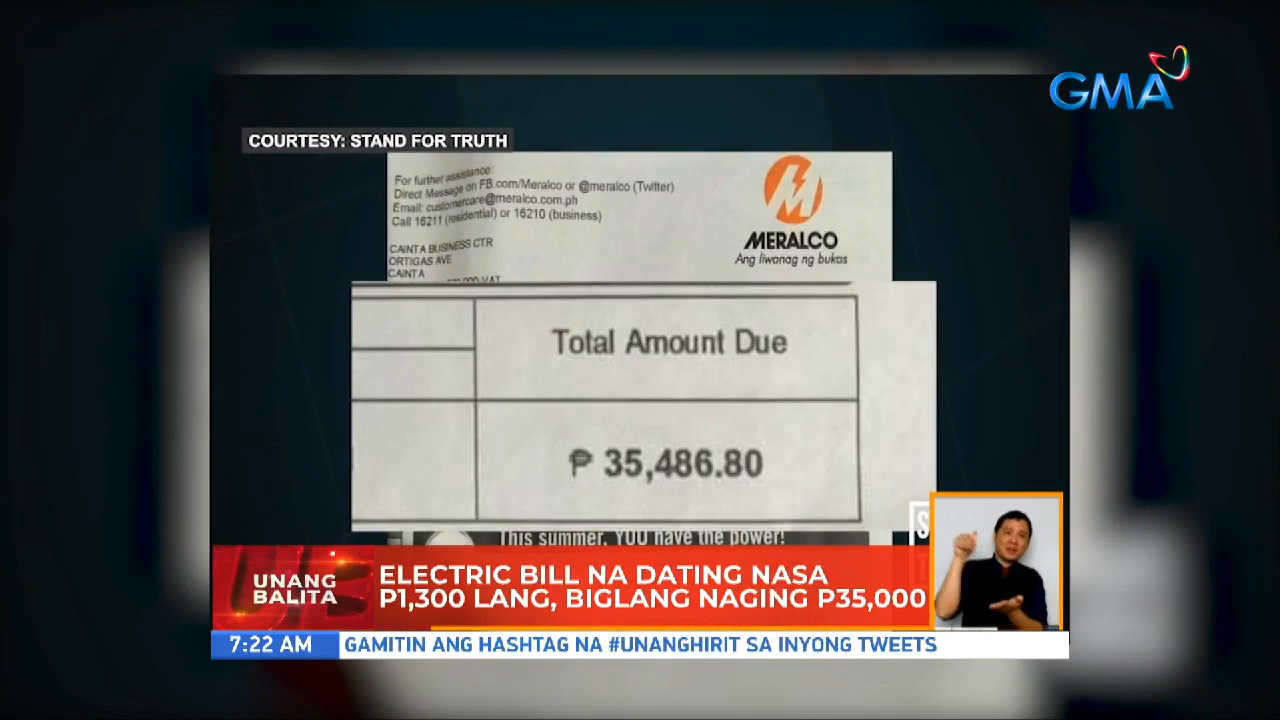 GMA
COURTESY: STAND FOR TRUTH
For further assistance:
Direct Message on FB.com/Meralco or @meralco (Twitter)
Email: customercare@meralco.com.ph
Call 16211 (residential) or 16210 (business)
MERALCO
Ang liwanag ng bukas
CAINTA BUSINESS CTR
ORTIGAS AVE
CAINTA
VAT
Total Amount Due
₱ 35,486.80
This summer, YOU have the power!
UNANG
BALITA
ELECTRIC BILL NA DATING NASA
P1,300 LANG, BIGLANG NAGING P35,000
7:22 AM
GAMITIN ANG HASHTAG NA #UNANGHIRIT SA INYONG TWEETS